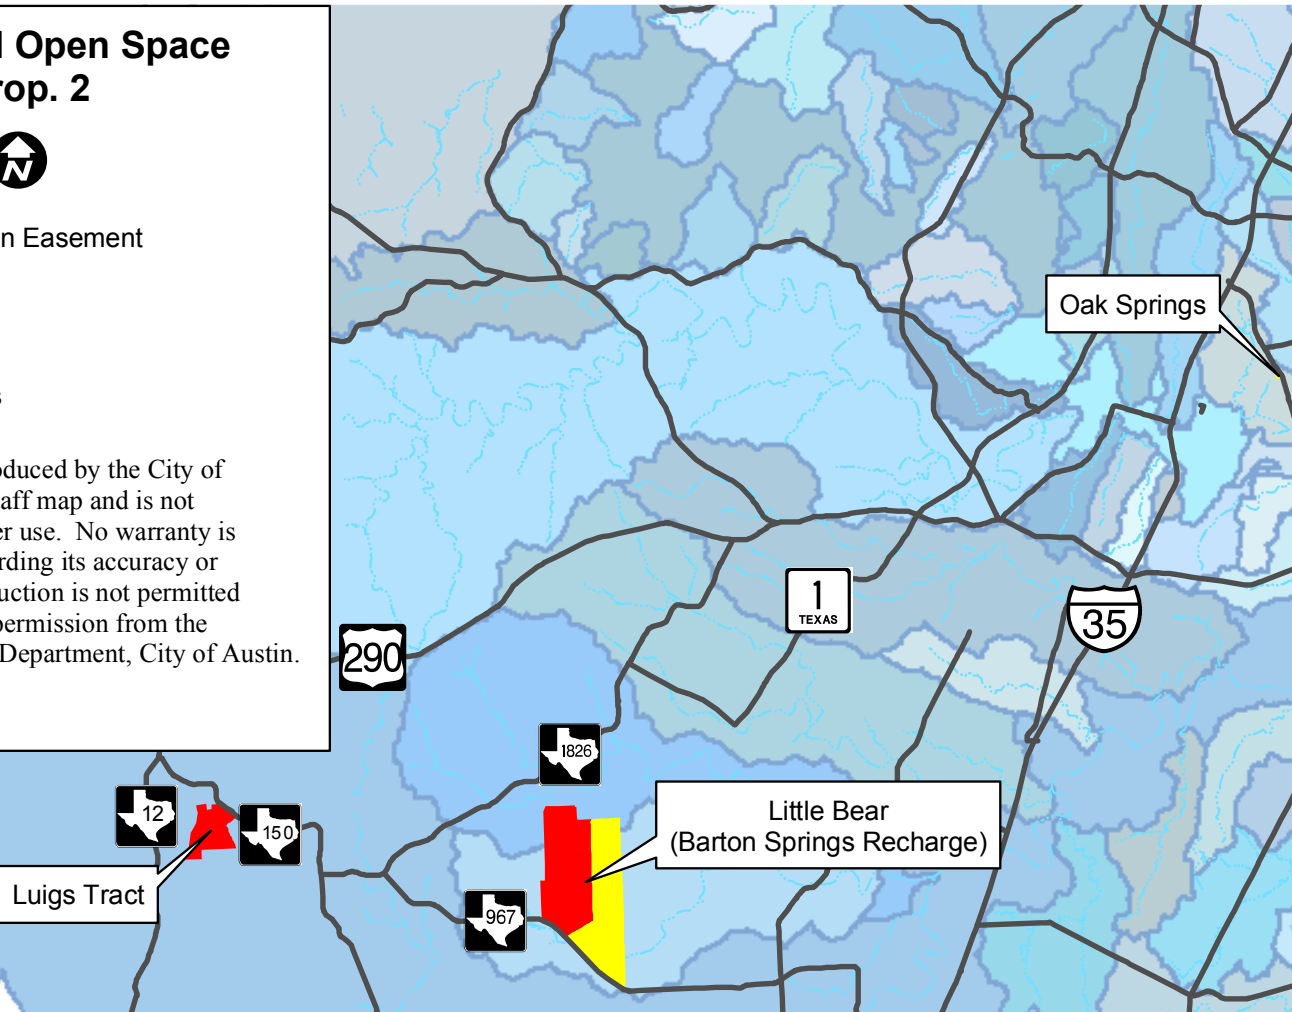 Open Space
rop. 2
N
n Easement
s
oduced by the City of
aff map and is not
er use. No warranty is
rding its accuracy or
uction is not permitted
permission from the
Department, City of Austin.
Oak Springs
1
TEXAS
35
290
1826
12
150
Little Bear
(Barton Springs Recharge)
Luigs Tract
967